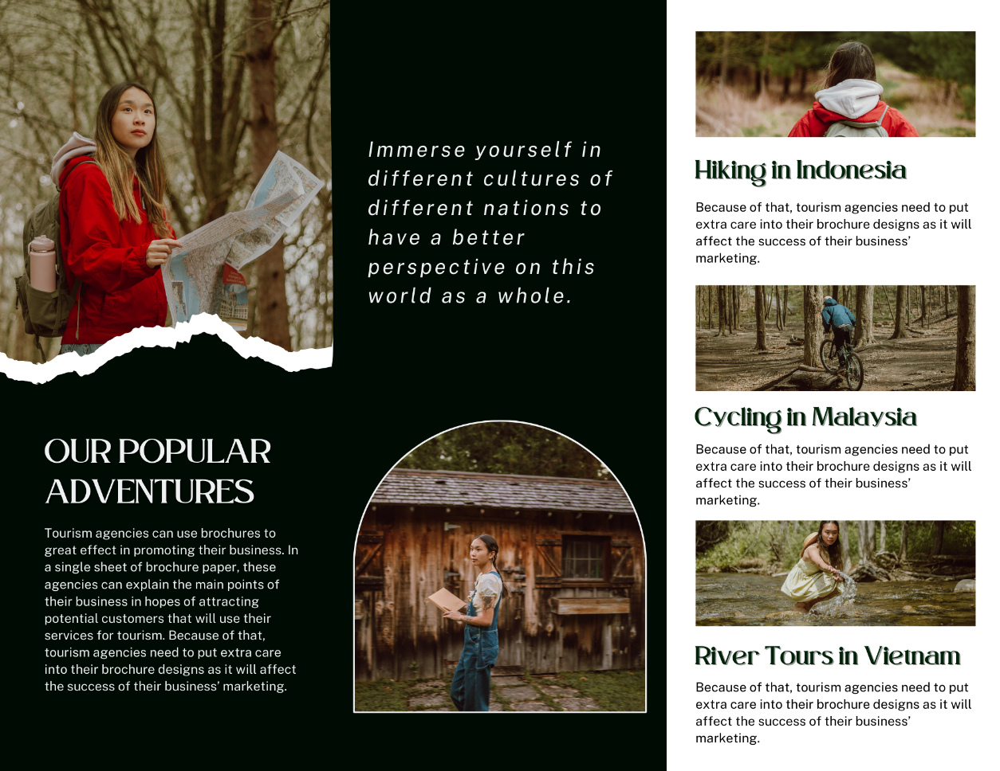 Immerse yourself in
different cultures of
different nations to
have a better
perspective on this
world as a whole.
OUR POPULAR
ADVENTURES
Tourism agencies can use brochures to
great effect in promoting their business. In
a single sheet of brochure paper, these
agencies can explain the main points of
their business in hopes of attracting
potential customers that will use their
services for tourism. Because of that,
tourism agencies need to put extra care
into their brochure designs as it will affect
the success of their business’ marketing.
Hiking in Indonesia
Because of that, tourism agencies need to put
extra care into their brochure designs as it will
affect the success of their business’
marketing.
Cycling in Malaysia
Because of that, tourism agencies need to put
extra care into their brochure designs as it will
affect the success of their business’
marketing.
River Tours in Vietnam
Because of that, tourism agencies need to put
extra care into their brochure designs as it will
affect the success of their business’
marketing.